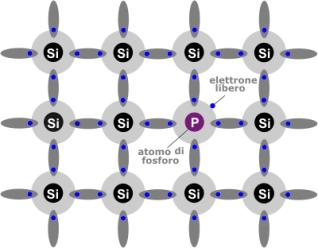 Si Si Si Si
elettrone
libero
Si Si P Si
atomo di
fosforo
Si Si Si Si